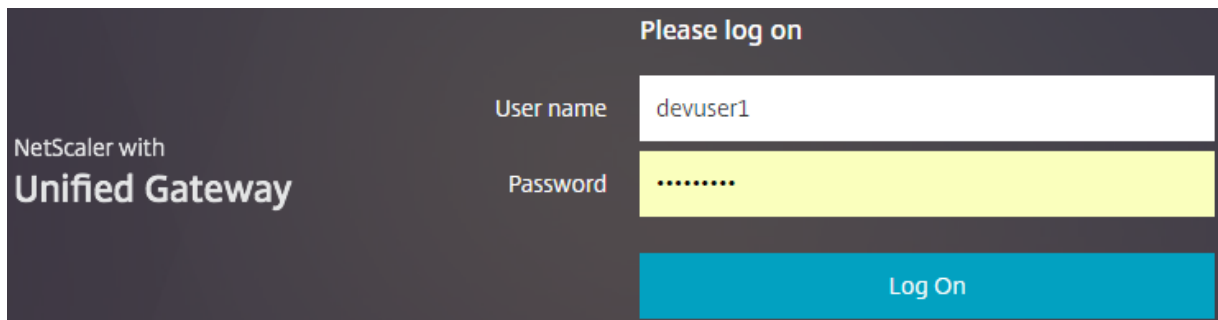 Please log on
User name
devuser1
NetScaler with
Unified Gateway
Password
•••••••••
Log On